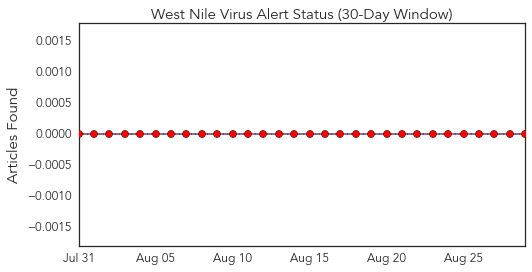 West Nile Virus Alert Status (30-Day Window)
Articles Found
0.0015
0.0010
0.0005
0.0000
−0.0005
−0.0010
−0.0015
Jul 31
Aug 05
Aug 10
Aug 15
Aug 20
Aug 25